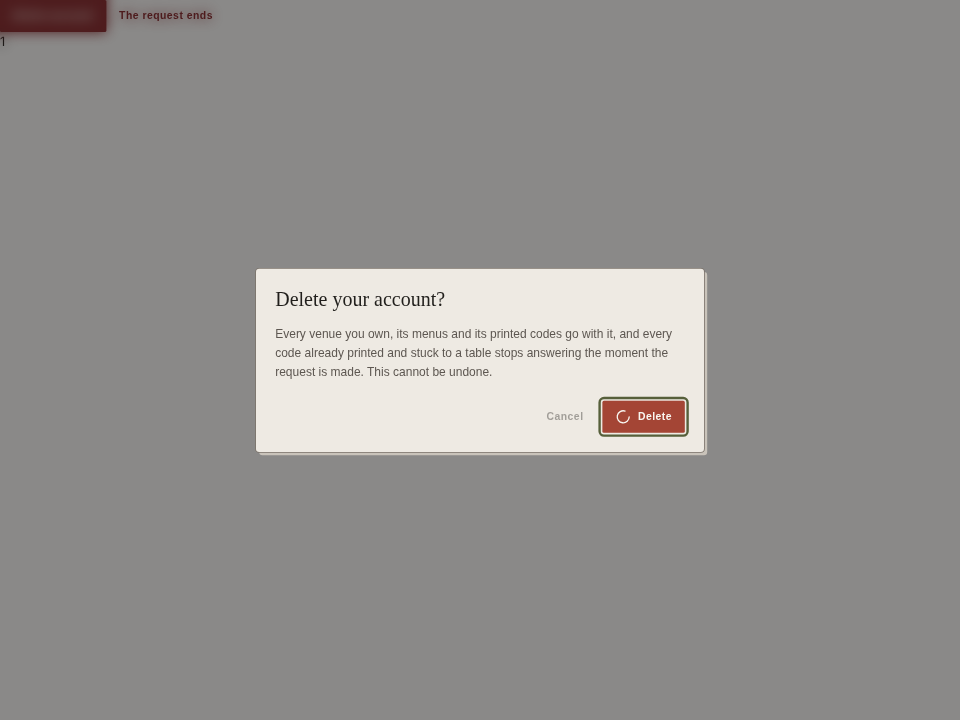 The request ends
1
Delete your account?
Every venue you own, its menus and its printed codes go with it, and every
code already printed and stuck to a table stops answering the moment the
request is made. This cannot be undone.
Cancel
Delete